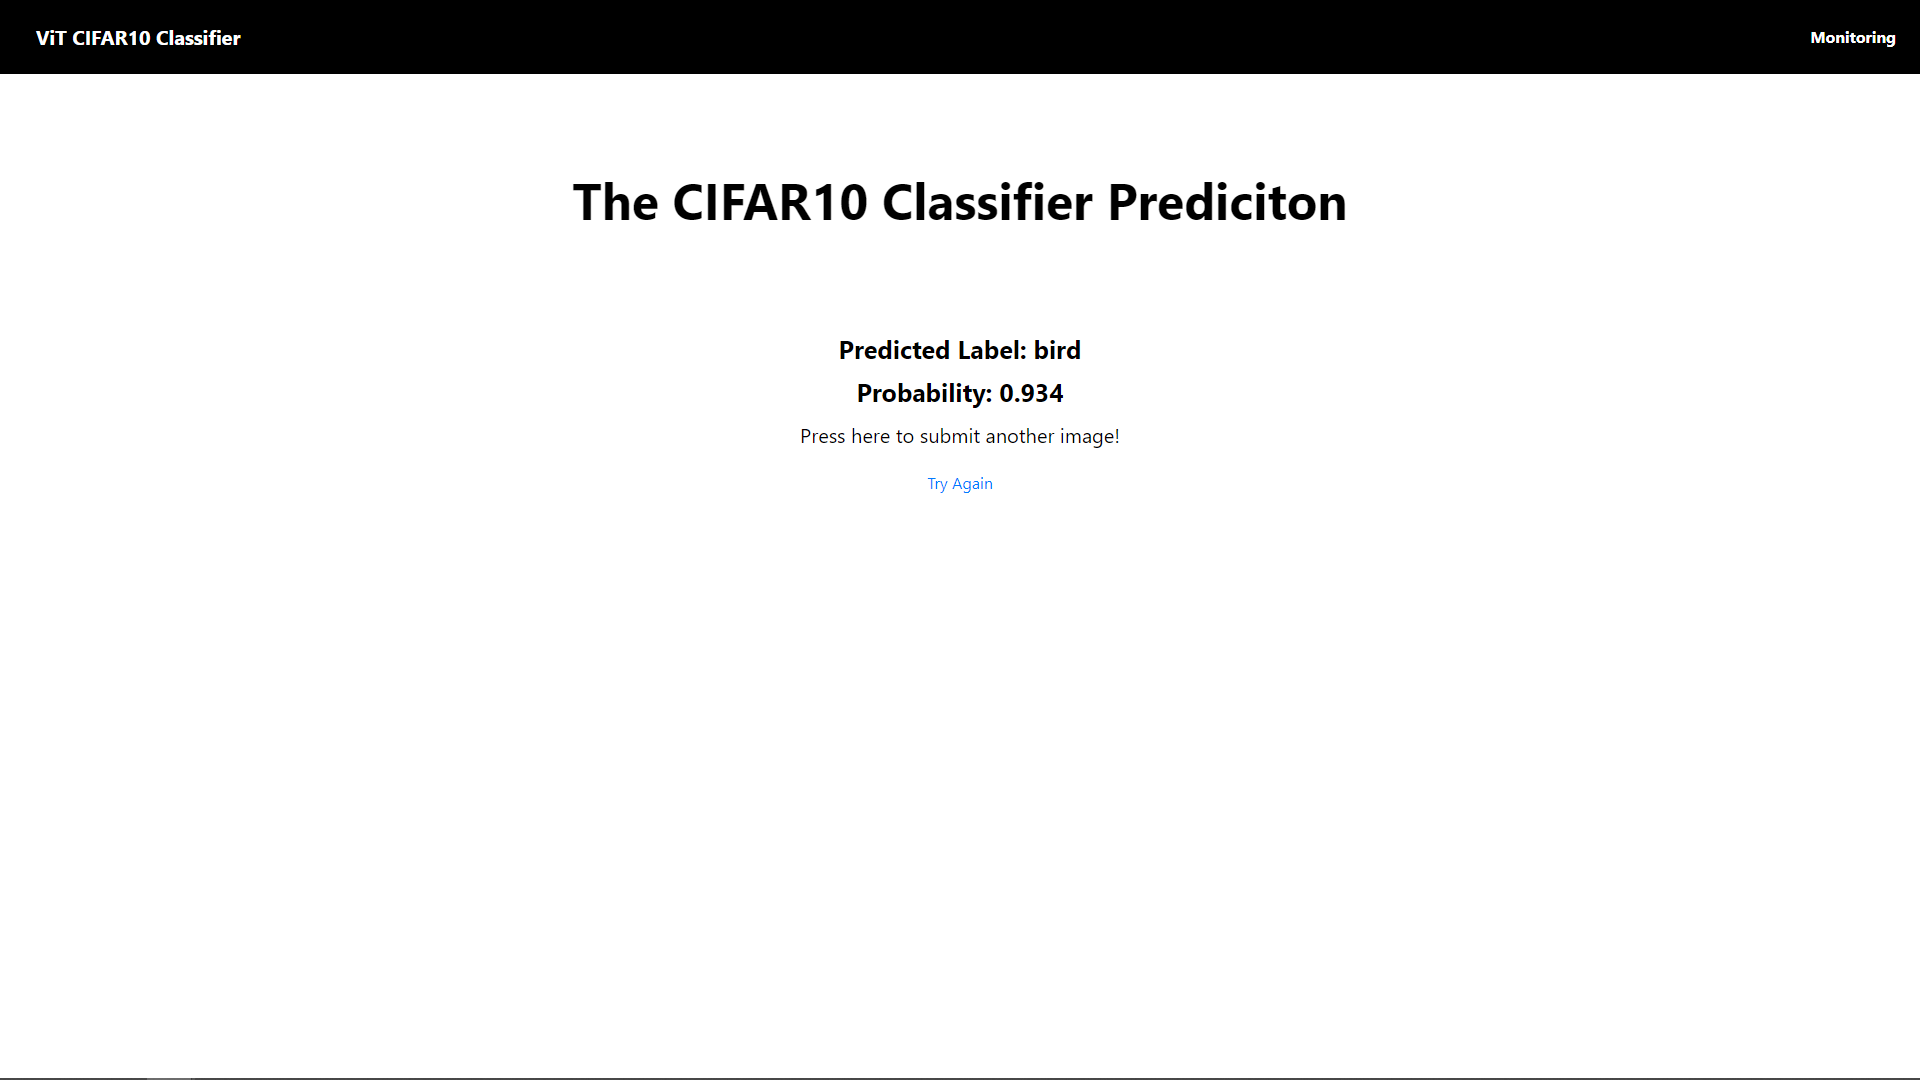 ViT CIFAR10 Classifier
Monitoring
The CIFAR10 Classifier Prediciton
Predicted Label: bird
Probability: 0.934
Press here to submit another image!
Try Again